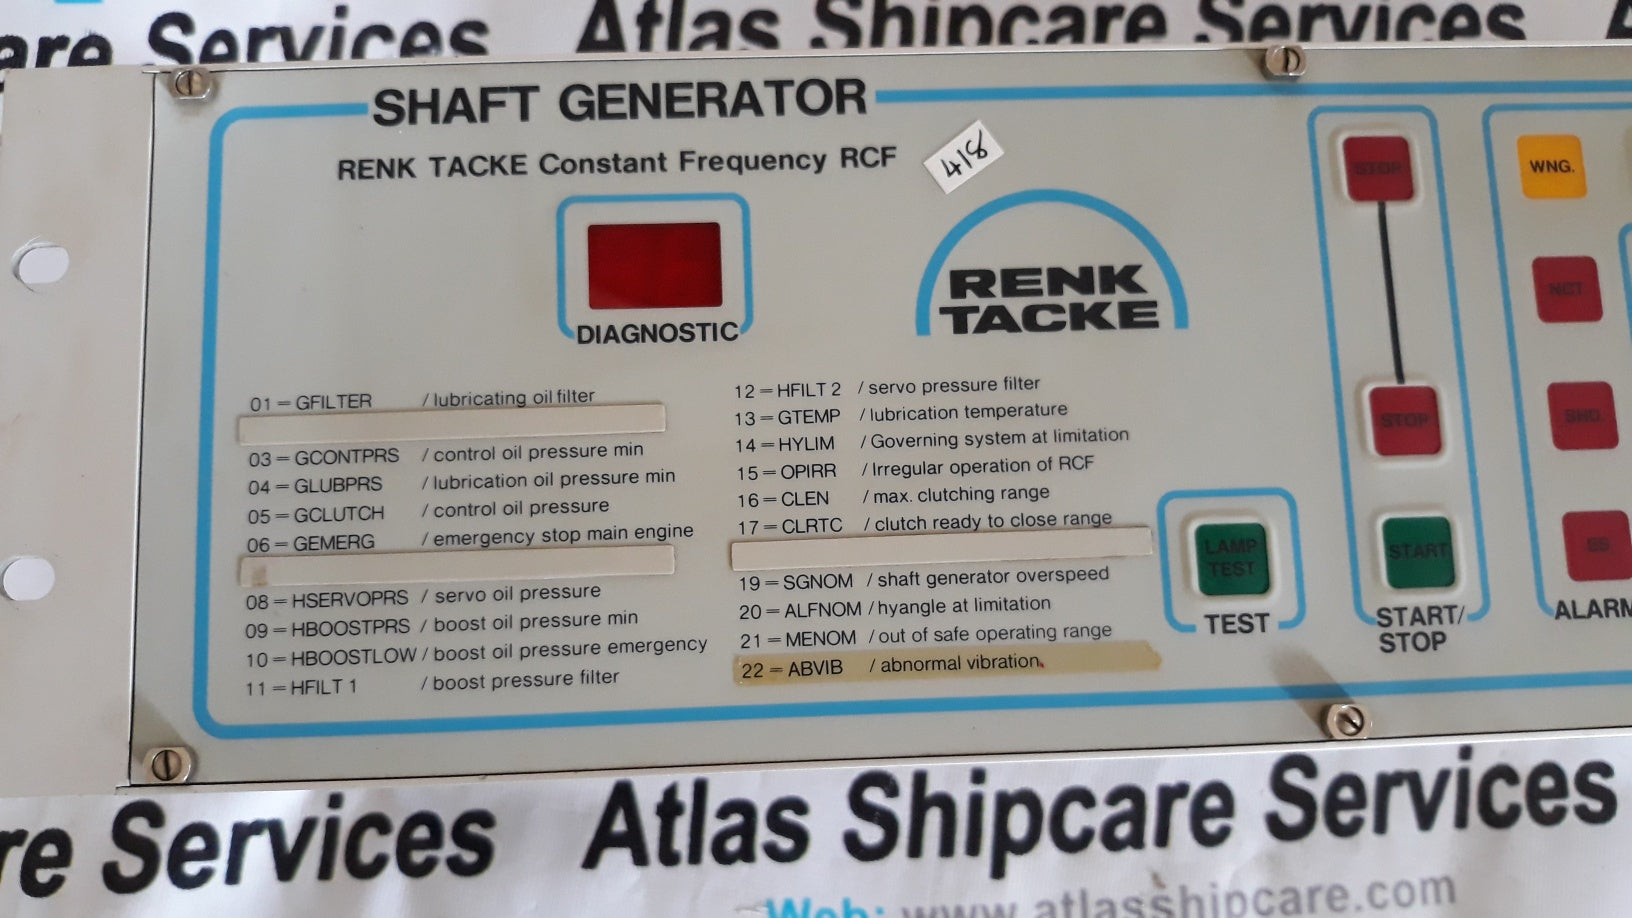 are Services Atlas Shipcare Services
SHAFT GENERATOR
RENK TACKE Constant Frequency RCF
418
DIAGNOSTIC
RENK
TACKE
01 = GFILTER / lubricating oil filter
03 = GCONTPRS / control oil pressure min
04 = GLUBPRS / lubrication oil pressure min
05 = GCLUTCH / control oil pressure
06 = GEMERG / emergency stop main engine
08 = HSERVOPRS / servo oil pressure
09 = HBOOSTPRS / boost oil pressure min
10 = HBOOSTLOW / boost oil pressure emergency
11 = HFILT 1 / boost pressure filter
12 = HFILT 2 / servo pressure filter
13 = GTEMP / lubrication temperature
14 = HYLIM / Governing system at limitation
15 = OPIRR / Irregular operation of RCF
16 = CLEN / max. clutching range
17 = CLRTC / clutch ready to close range
19 = SGNOM / shaft generator overspeed
20 = ALFNOM / hyangle at limitation
21 = MENOM / out of safe operating range
22 = ABVIB / abnormal vibration.
LAMP
TEST
TEST
STOP
STOP
START
START/
STOP
WNG.
SHD.
ALARM
re Services Atlas Shipcare Services
Web: www.atlasshipcare.com